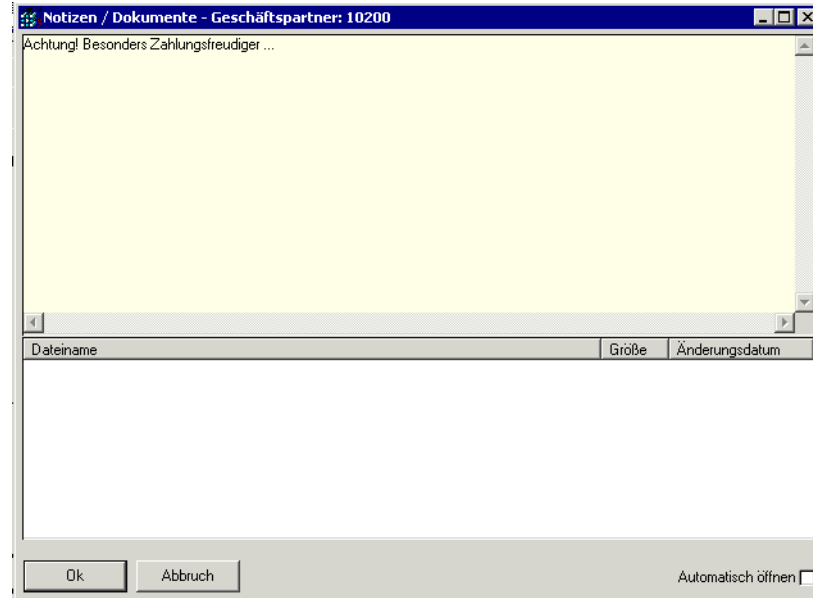 Notizen / Dokumente - Geschäftspartner: 10200
Achtung! Besonders Zahlungsfreudiger ...
Dateiname Größe Änderungsdatum
Ok Abbruch Automatisch öffnen